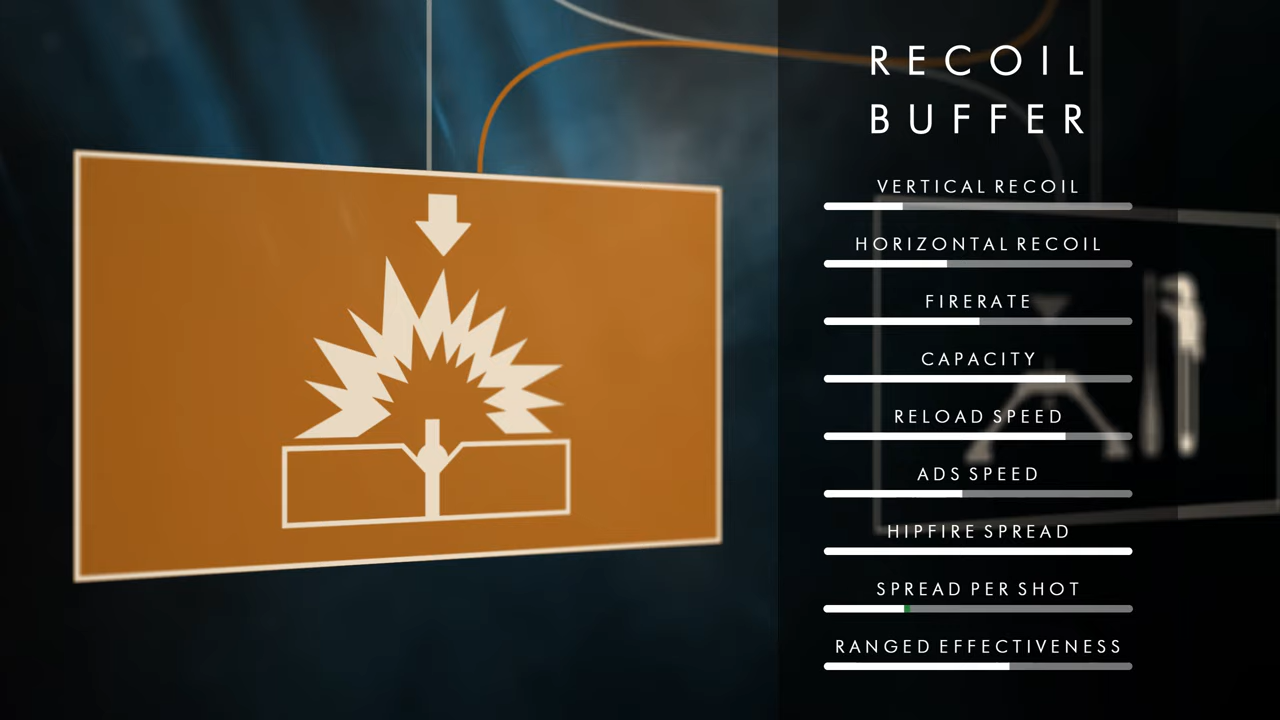 RECOIL
BUFFER
VERTICAL RECOIL
HORIZONTAL RECOIL
FIRERATE
CAPACITY
RELOAD SPEED
ADS SPEED
HIPFIRE SPREAD
SPREAD PER SHOT
RANGED EFFECTIVENESS